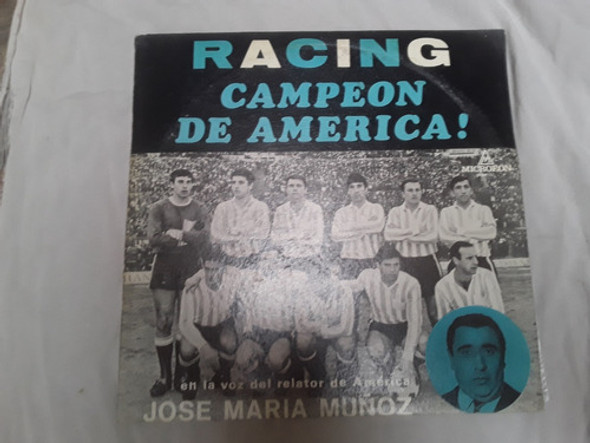 RACING
CAMPEON
DE AMERICA!
MICROFON
en la voz del relator de América
JOSE MARIA MUÑOZ